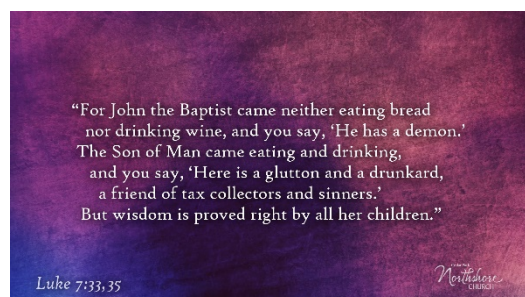 “For John the Baptist came neither eating bread
nor drinking wine, and you say, ‘He has a demon.’
The Son of Man came eating and drinking,
and you say, ‘Here is a glutton and a drunkard,
a friend of tax collectors and sinners.’
But wisdom is proved right by all her children.”
Luke 7:33,35
Northshore
CHURCH